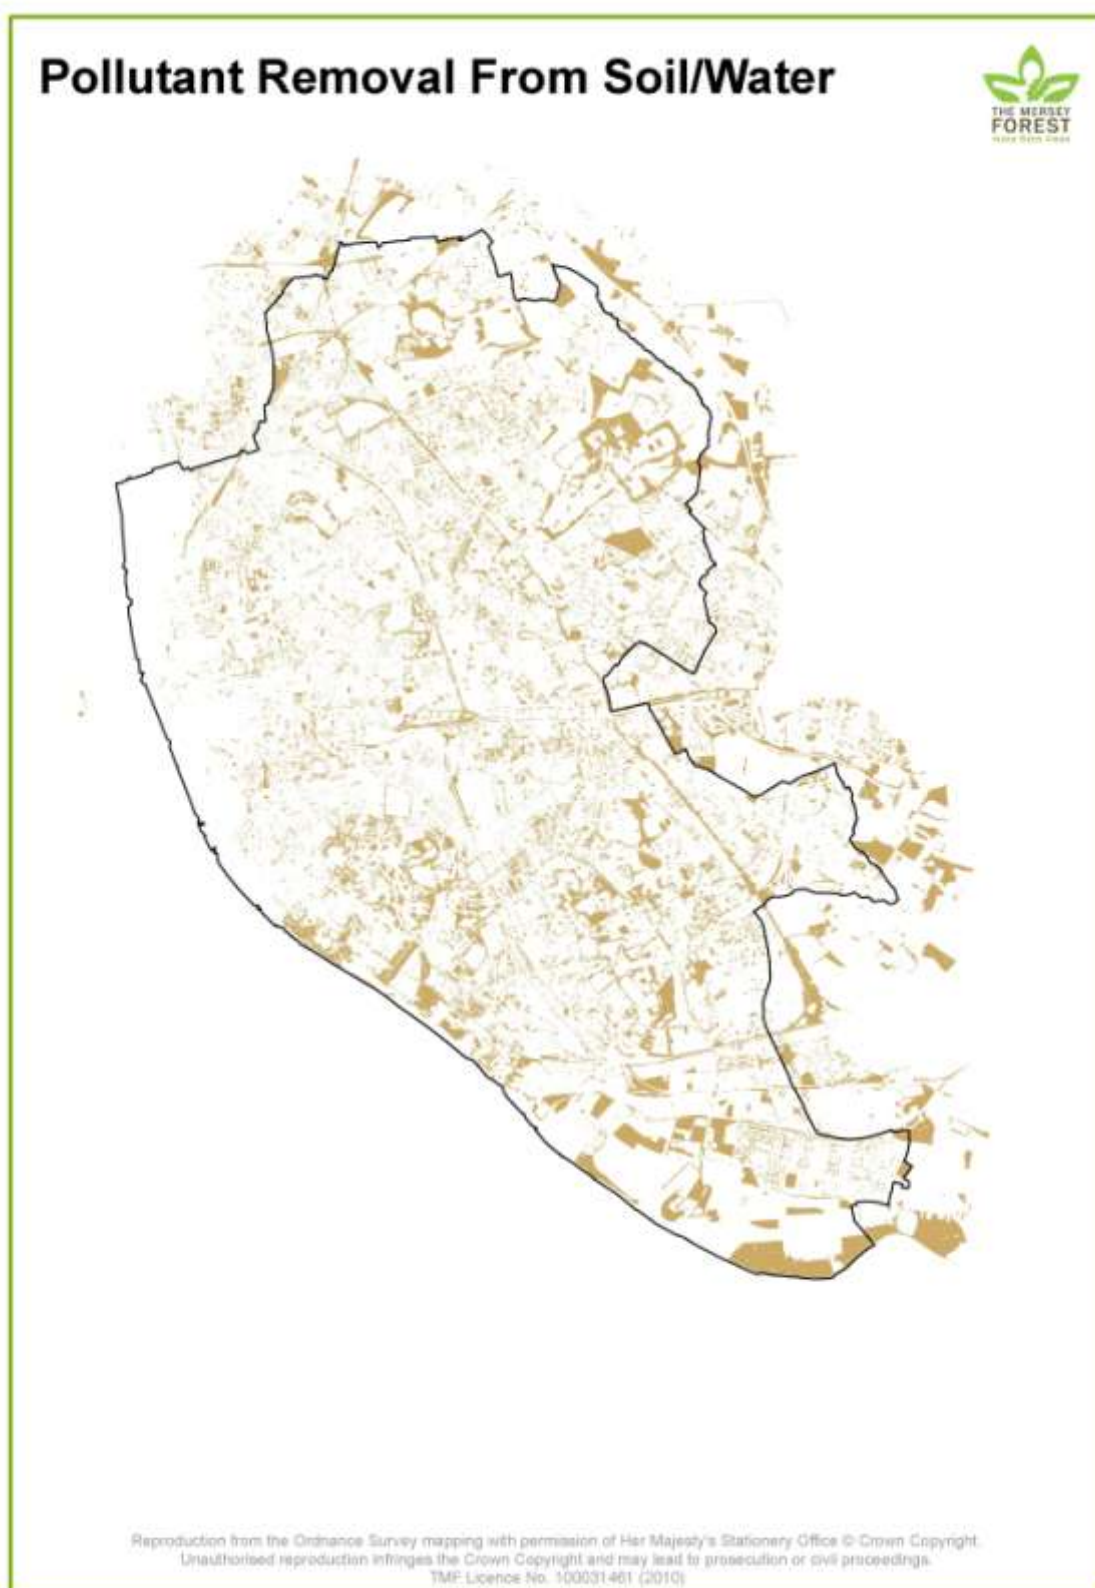 Pollutant Removal From Soil/Water
THE MERSEY
FOREST
Reproduction from the Ordnance Survey mapping with permission of Her Majesty's Stationery Office © Crown Copyright.
Unauthorised reproduction infringes the Crown Copyright and may lead to prosecution or civil proceedings.
TMF Licence No. 100031461 (2010)